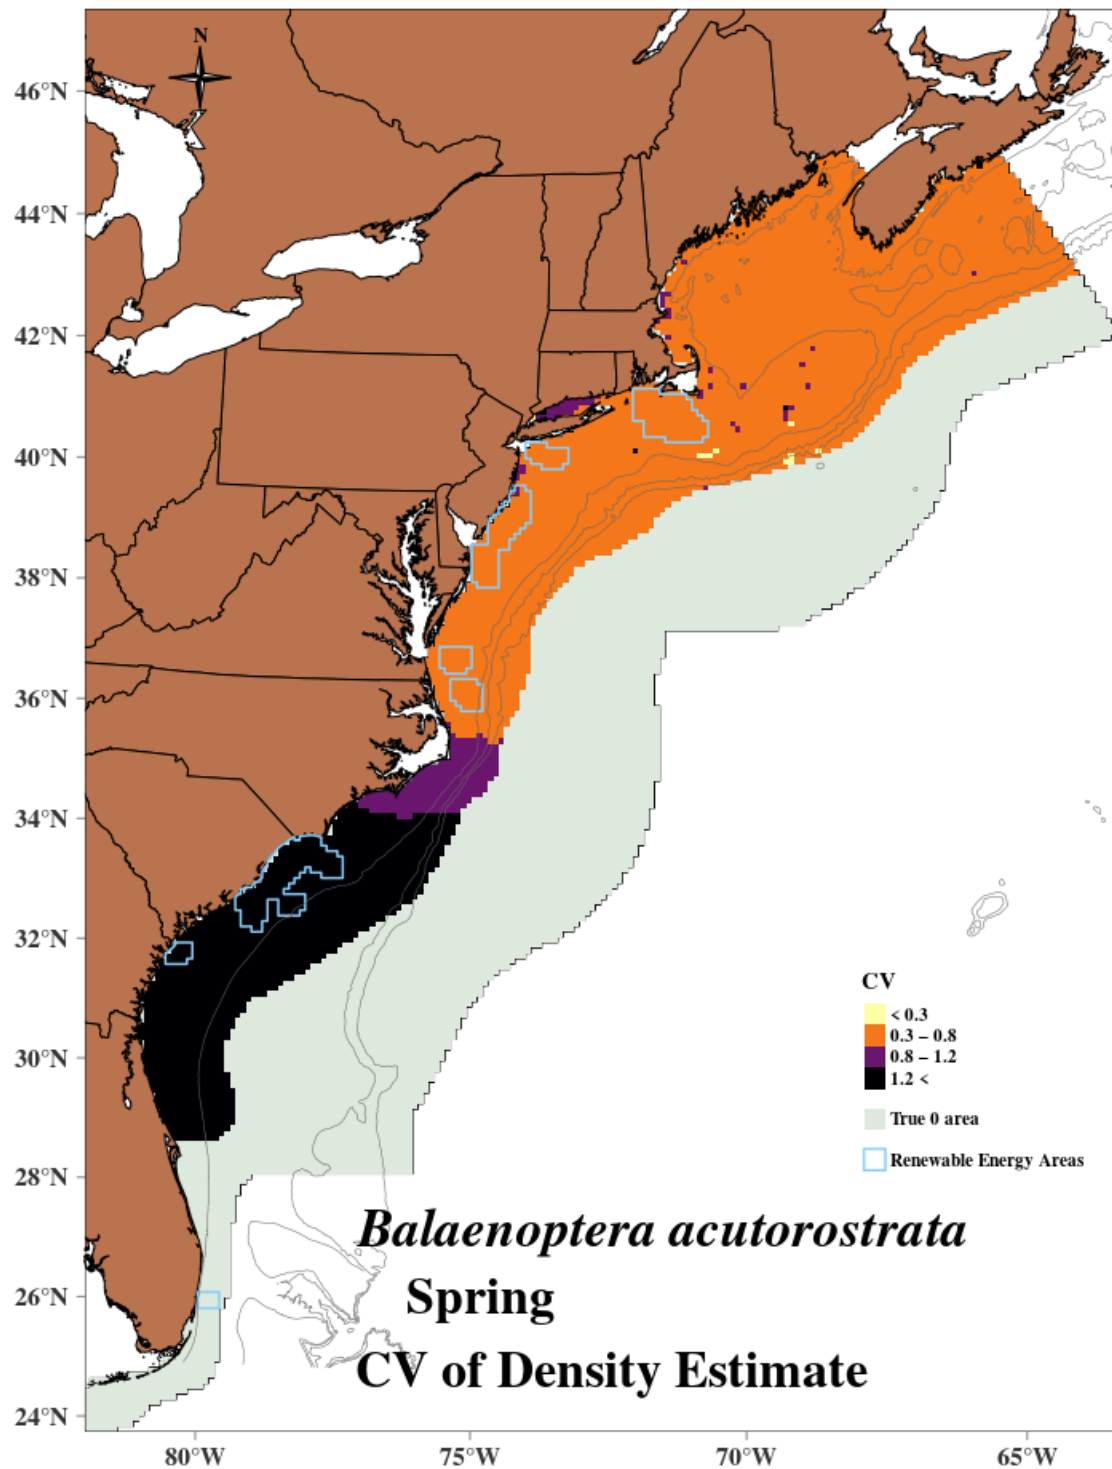 N
46°N
44°N
42°N
40°N
38°N
36°N
34°N
32°N
30°N
28°N
26°N
24°N
CV
< 0.3
0.3 – 0.8
0.8 – 1.2
1.2 <
True 0 area
Renewable Energy Areas
Balaenoptera acutorostrata
Spring
CV of Density Estimate
80°W
75°W
70°W
65°W